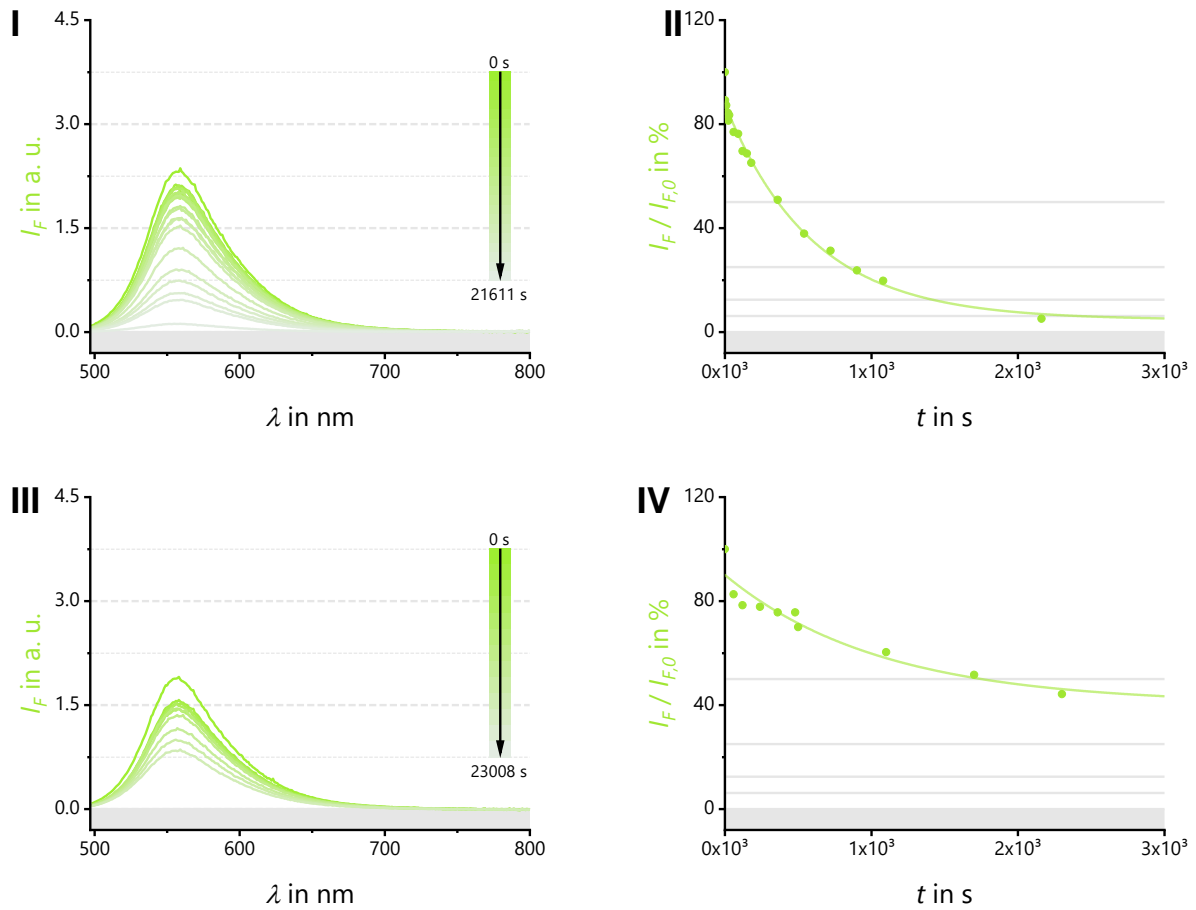 I
4.5
3.0
1.5
0.0
I_F in a. u.
0 s
21611 s
500 600 700 800
λ in nm
II
120
80
40
0
I_F / I_F,0 in %
0x10³ 1x10³ 2x10³ 3x10³
t in s
III
4.5
3.0
1.5
0.0
I_F in a. u.
0 s
23008 s
500 600 700 800
λ in nm
IV
120
80
40
0
I_F / I_F,0 in %
0x10³ 1x10³ 2x10³ 3x10³
t in s